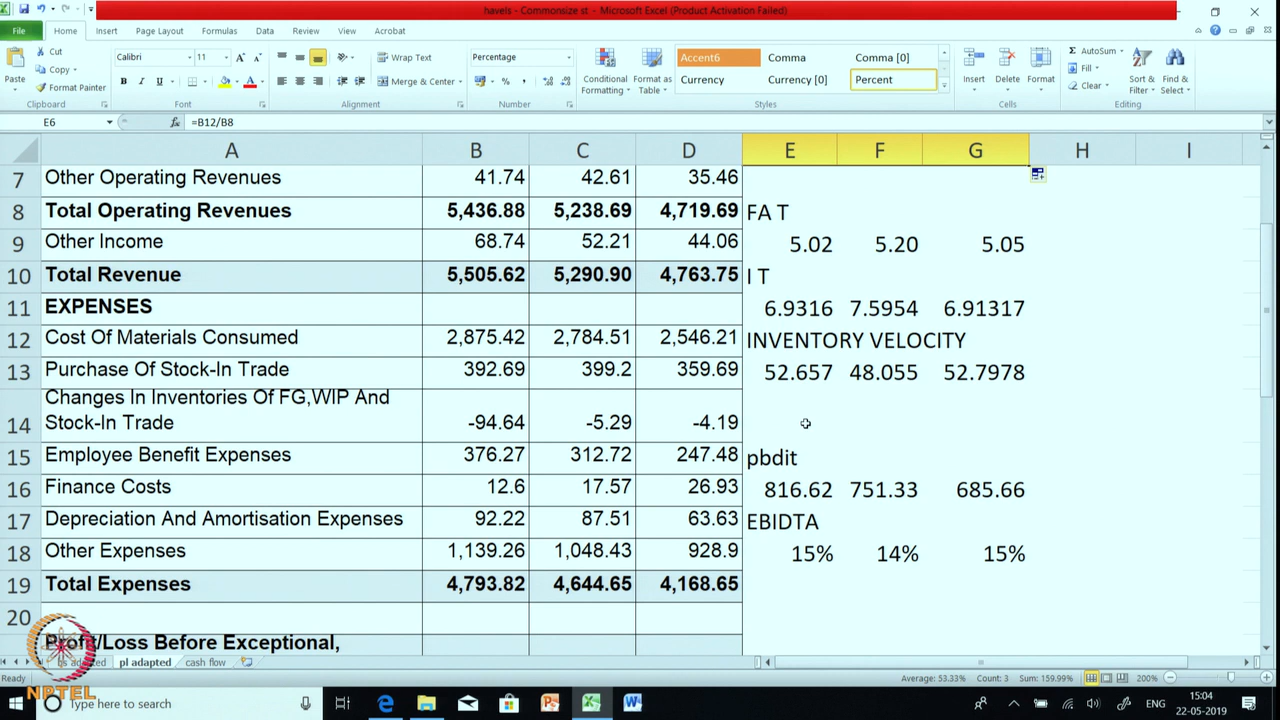 havells - Commonsize st - Microsoft Excel (Product Activation Failed)
File Home Insert Page Layout Formulas Data Review View Acrobat
Cut
Copy
Format Painter
Paste
Clipboard
Calibri 11
B I U
Font
Wrap Text
Merge & Center
Alignment
Percentage
Number
Conditional Formatting
Format as Table
Accent6 Comma Comma [0]
Currency Currency [0] Percent
Styles
Insert Delete Format
Cells
AutoSum
Fill
Clear
Sort & Filter
Find & Select
Editing
E6 fx =B12/B8
A B C D E F G H I
7 Other Operating Revenues 41.74 42.61 35.46
8 Total Operating Revenues 5,436.88 5,238.69 4,719.69 FA T
9 Other Income 68.74 52.21 44.06 5.02 5.20 5.05
10 Total Revenue 5,505.62 5,290.90 4,763.75 I T
11 EXPENSES 6.9316 7.5954 6.91317
12 Cost Of Materials Consumed 2,875.42 2,784.51 2,546.21 INVENTORY VELOCITY
13 Purchase Of Stock-In Trade 392.69 399.2 359.69 52.657 48.055 52.7978
Changes In Inventories Of FG,WIP And
14 Stock-In Trade -94.64 -5.29 -4.19
15 Employee Benefit Expenses 376.27 312.72 247.48 pbdit
16 Finance Costs 12.6 17.57 26.93 816.62 751.33 685.66
17 Depreciation And Amortisation Expenses 92.22 87.51 63.63 EBIDTA
18 Other Expenses 1,139.26 1,048.43 928.9 15% 14% 15%
19 Total Expenses 4,793.82 4,644.65 4,168.65
20
Profit/Loss Before Exceptional,
adapted pl adapted cash flow
Ready Average: 53.33% Count: 3 Sum: 159.99% 200%
NPTEL
Type here to search
ENG
15:04
22-05-2019